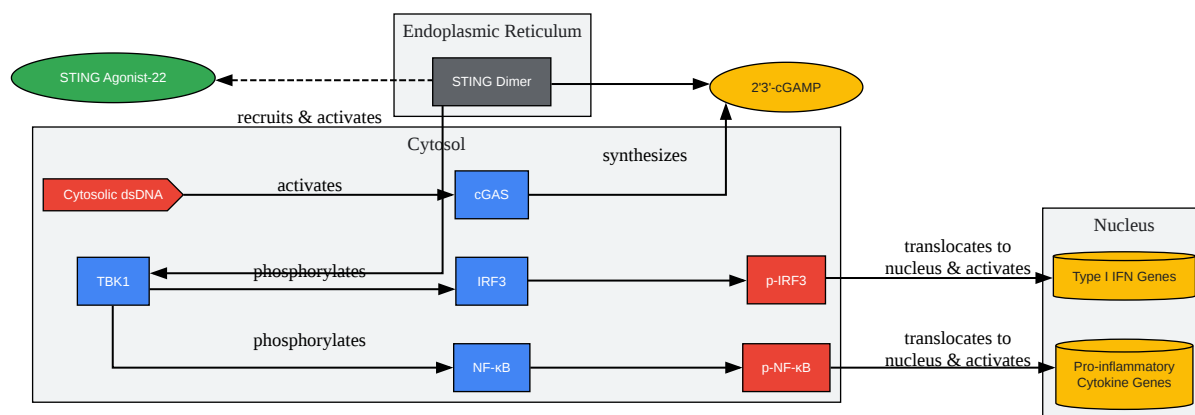 Endoplasmic Reticulum
STING Agonist-22
STING Dimer
2'3'-cGAMP
recruits & activates
Cytosol
synthesizes
Cytosolic dsDNA
activates
cGAS
Nucleus
TBK1
phosphorylates
IRF3
p-IRF3
translocates to
nucleus & activates
Type I IFN Genes
phosphorylates
NF-κB
p-NF-κB
translocates to
nucleus & activates
Pro-inflammatory
Cytokine Genes